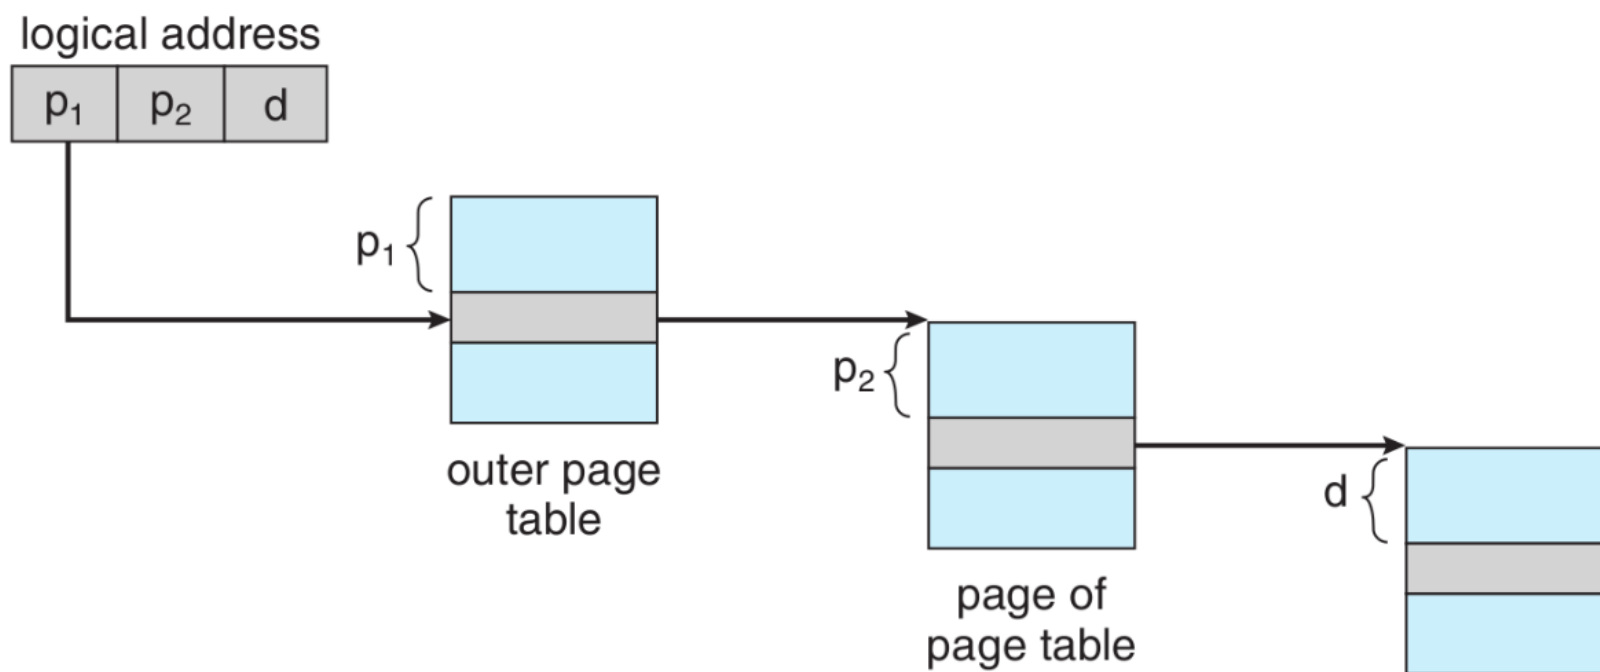 logical address
p₁ p₂ d
p₁
outer page
table
p₂
page of
page table
d